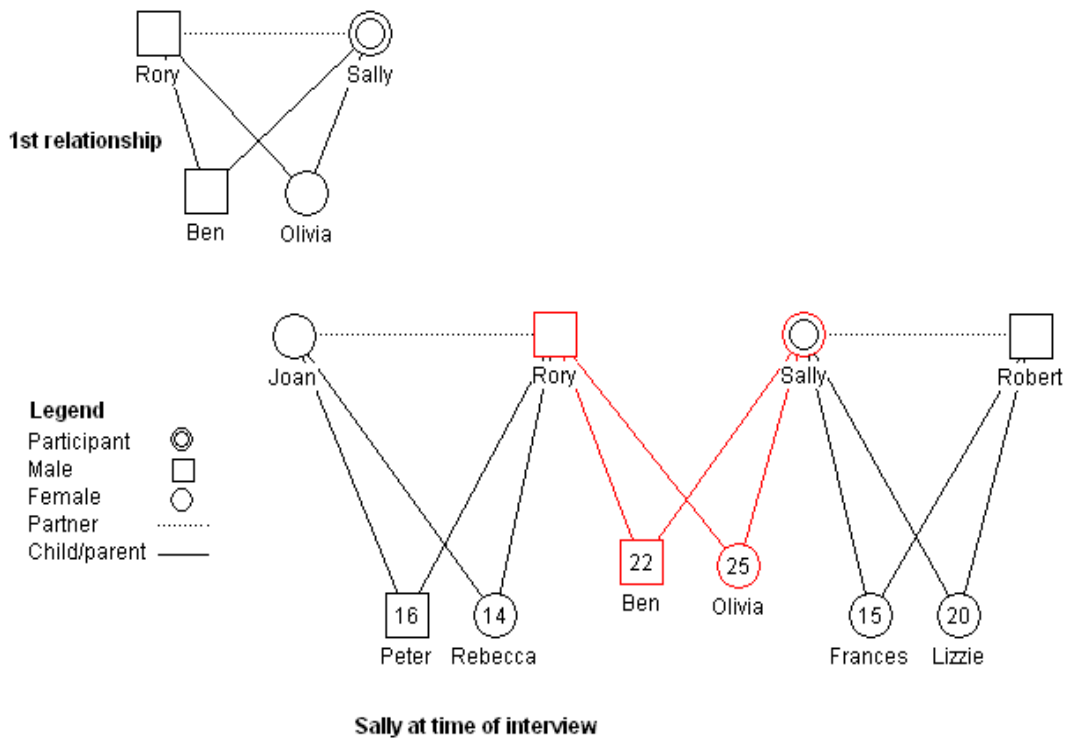 Rory Sally
1st relationship
Ben Olivia
Joan Rory Sally Robert
Legend
Participant
Male
Female
Partner
Child/parent
22 25
Ben Olivia
16 14 15 20
Peter Rebecca Frances Lizzie
Sally at time of interview